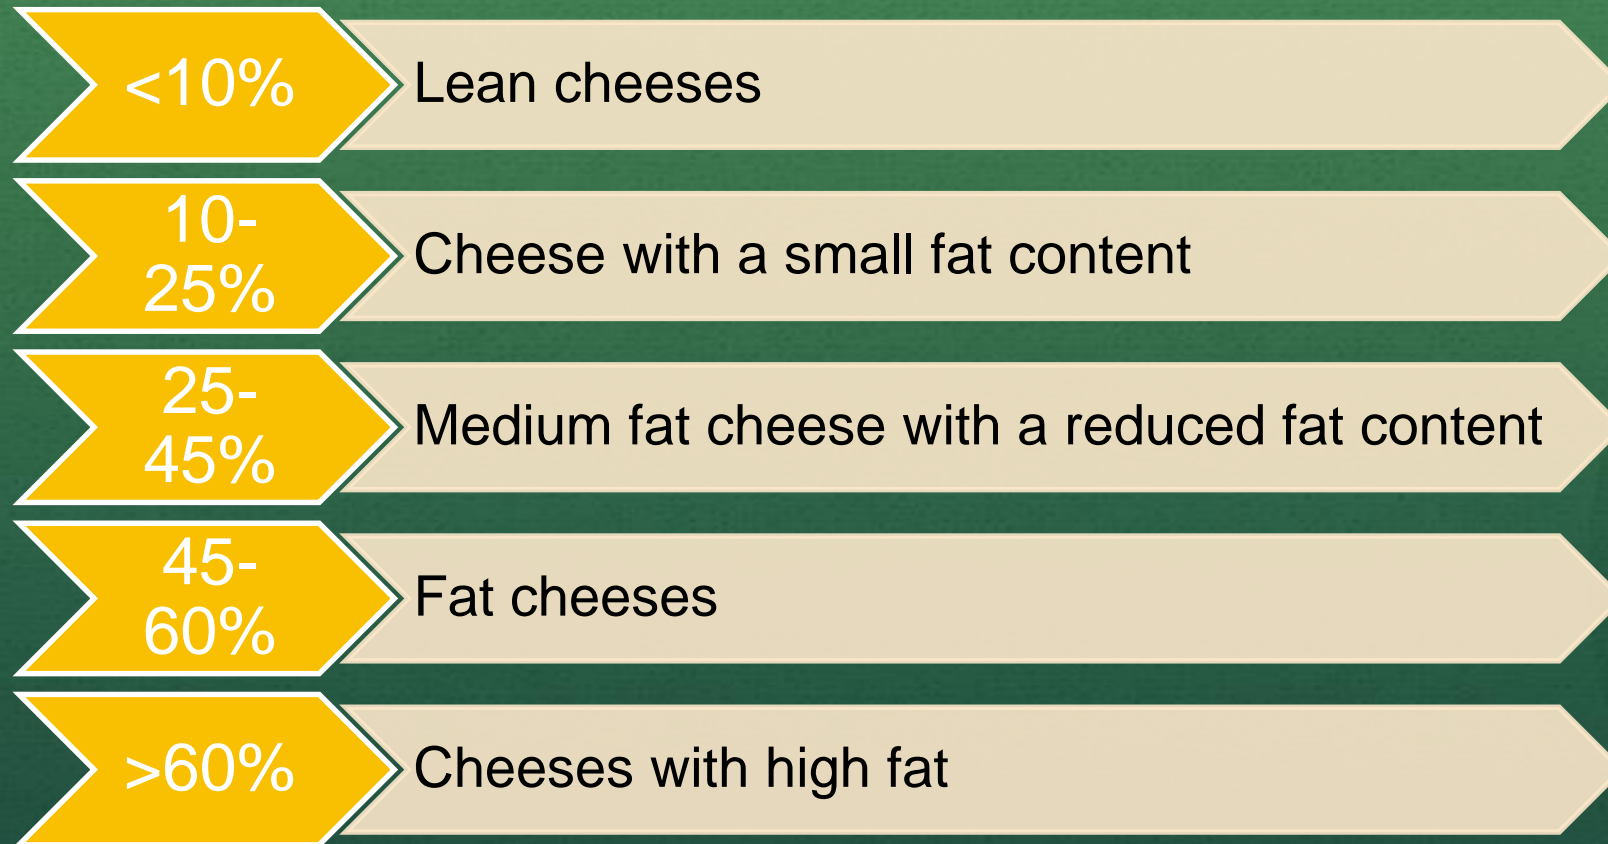 <10%
Lean cheeses
10-
25%
Cheese with a small fat content
25-
45%
Medium fat cheese with a reduced fat content
45-
60%
Fat cheeses
>60%
Cheeses with high fat